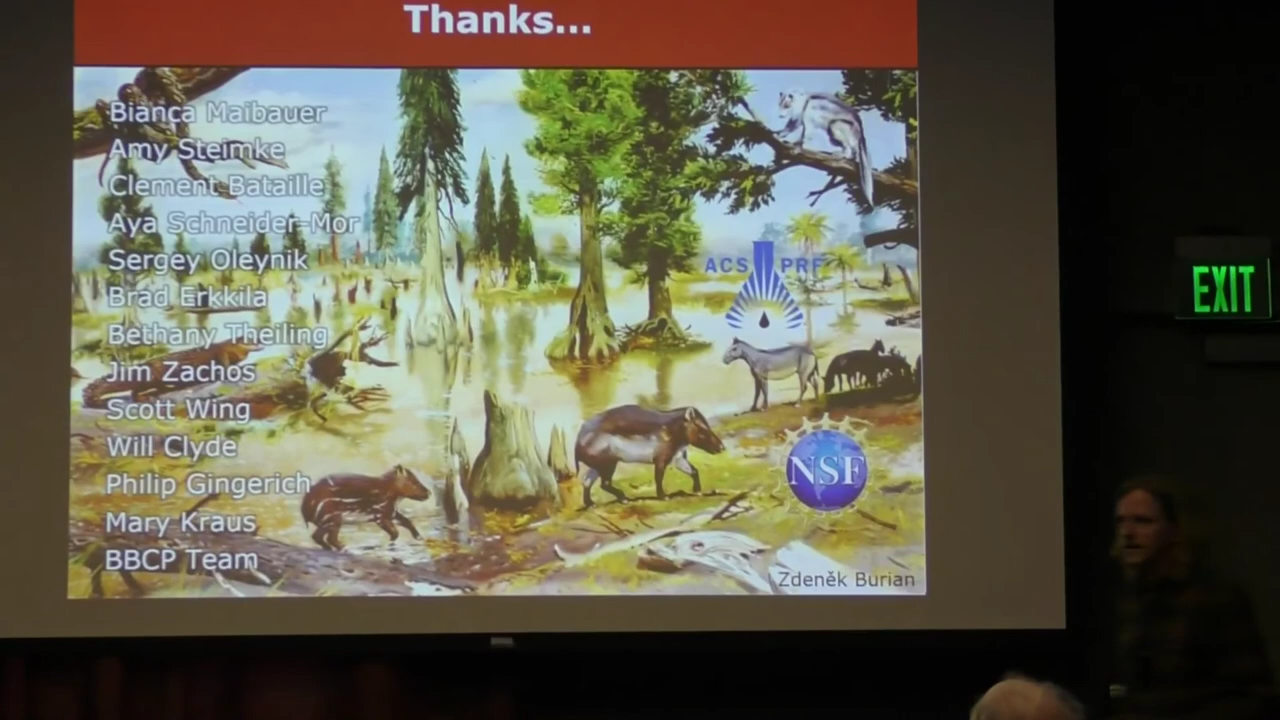 Thanks...
Bianca Maibauer
Amy Steimke
Clement Bataille
Aya Schneider-Mor
Sergey Oleynik
Brad Erkkila
Bethany Theiling
Jim Zachos
Scott Wing
Will Clyde
Philip Gingerich
Mary Kraus
BBCP Team
ACS PRF
NSF
Zdeněk Burian
EXIT